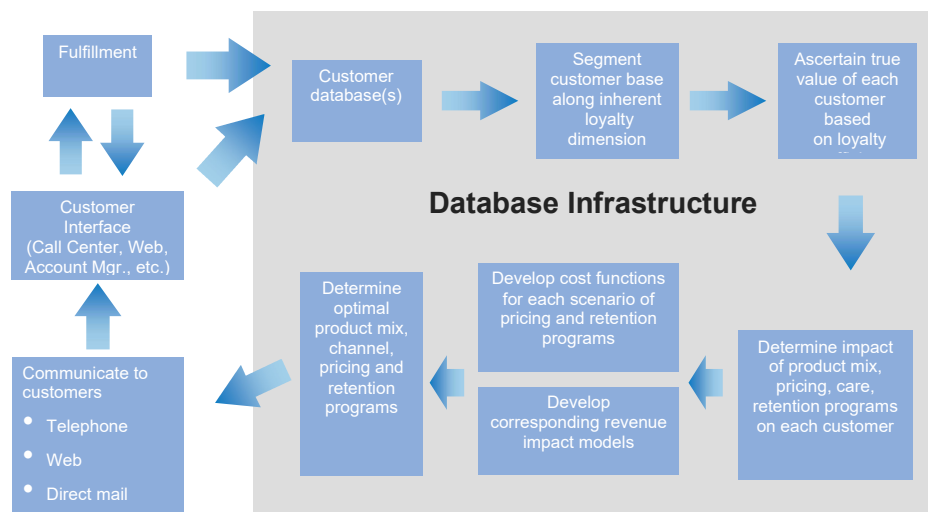 Fulfillment
Customer
database(s)
Segment
customer base
along inherent
loyalty
dimension
Ascertain true
value of each
customer
based
on loyalty
Customer
Interface
(Call Center, Web,
Account Mgr., etc.)
Database Infrastructure
Communicate to
customers
• Telephone
• Web
• Direct mail
Determine
optimal
product mix,
channel,
pricing and
retention
programs
Develop cost functions
for each scenario of
pricing and retention
programs
Develop
corresponding revenue
impact models
Determine impact
of product mix,
pricing, care,
retention programs
on each customer